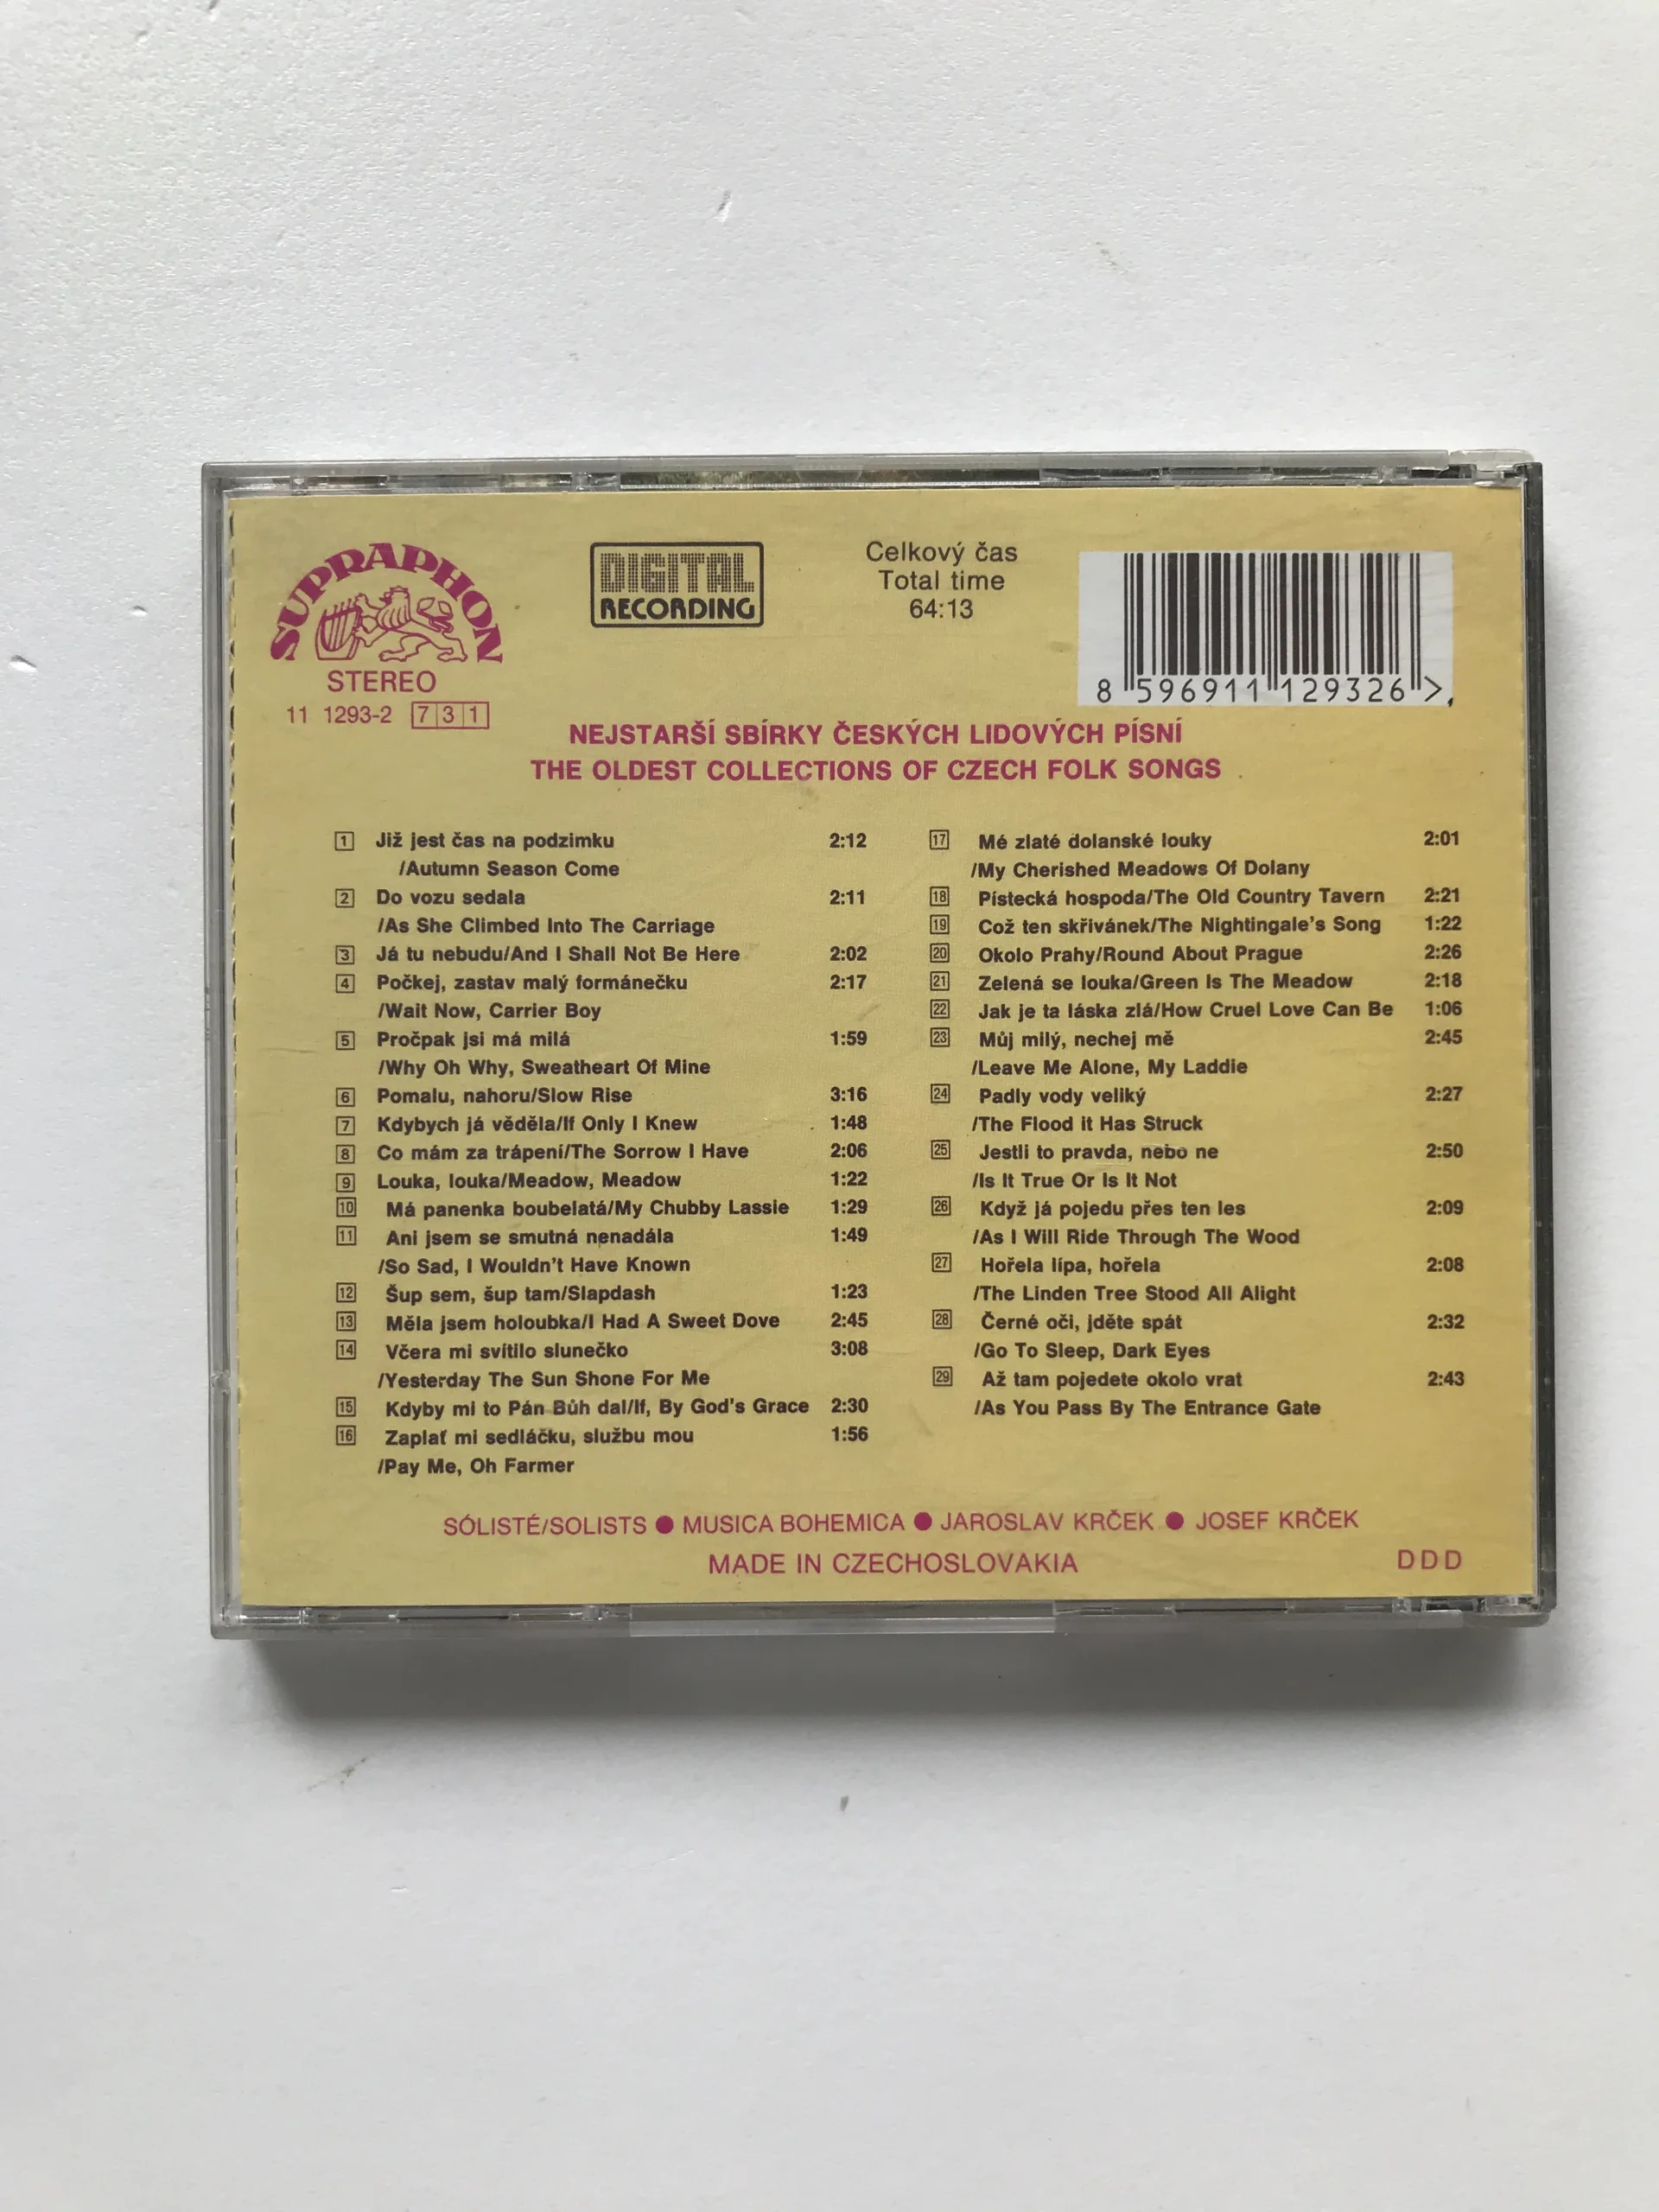 SUPRAPHON
STEREO
11 1293-2 731
DIGITAL
RECORDING
Celkový čas
Total time
64:13
8 596911 129326 >
NEJSTARŠÍ SBÍRKY ČESKÝCH LIDOVÝCH PÍSNÍ
THE OLDEST COLLECTIONS OF CZECH FOLK SONGS
1 Již jest čas na podzimku 2:12
/Autumn Season Come
2 Do vozu sedala 2:11
/As She Climbed Into The Carriage
3 Já tu nebudu/And I Shall Not Be Here 2:02
4 Počkej, zastav malý formánečku 2:17
/Wait Now, Carrier Boy
5 Pročpak jsi má milá 1:59
/Why Oh Why, Sweetheart Of Mine
6 Pomalu, nahoru/Slow Rise 3:16
7 Kdybych já věděla/If Only I Knew 1:48
8 Co mám za trápení/The Sorrow I Have 2:06
9 Louka, louka/Meadow, Meadow 1:22
10 Má panenka boubelatá/My Chubby Lassie 1:29
11 Ani jsem se smutná nenadála 1:49
/So Sad, I Wouldn't Have Known
12 Šup sem, šup tam/Slapdash 1:23
13 Měla jsem holoubka/I Had A Sweet Dove 2:45
14 Včera mi svítilo slunečko 3:08
/Yesterday The Sun Shone For Me
15 Kdyby mi to Pán Bůh dal/If, By God's Grace 2:30
16 Zaplať mi sedláčku, službu mou 1:56
/Pay Me, Oh Farmer
17 Mé zlaté dolanské louky 2:01
/My Cherished Meadows Of Dolany
18 Pístecká hospoda/The Old Country Tavern 2:21
19 Což ten skřivánek/The Nightingale's Song 1:22
20 Okolo Prahy/Round About Prague 2:26
21 Zelená se louka/Green Is The Meadow 2:18
22 Jak je ta láska zlá/How Cruel Love Can Be 1:06
23 Můj milý, nechej mě 2:45
/Leave Me Alone, My Laddie
24 Padly vody veliký 2:27
/The Flood it Has Struck
25 Jestli to pravda, nebo ne 2:50
/Is It True Or Is It Not
26 Když já pojedu přes ten les 2:09
/As I Will Ride Through The Wood
27 Hořela lípa, hořela 2:08
/The Linden Tree Stood All Alight
28 Černé oči, jděte spát 2:32
/Go To Sleep, Dark Eyes
29 Až tam pojedete okolo vrat 2:43
/As You Pass By The Entrance Gate
SÓLISTÉ/SOLISTS ● MUSICA BOHEMICA ● JAROSLAV KRČEK ● JOSEF KRČEK
MADE IN CZECHOSLOVAKIA
DDD